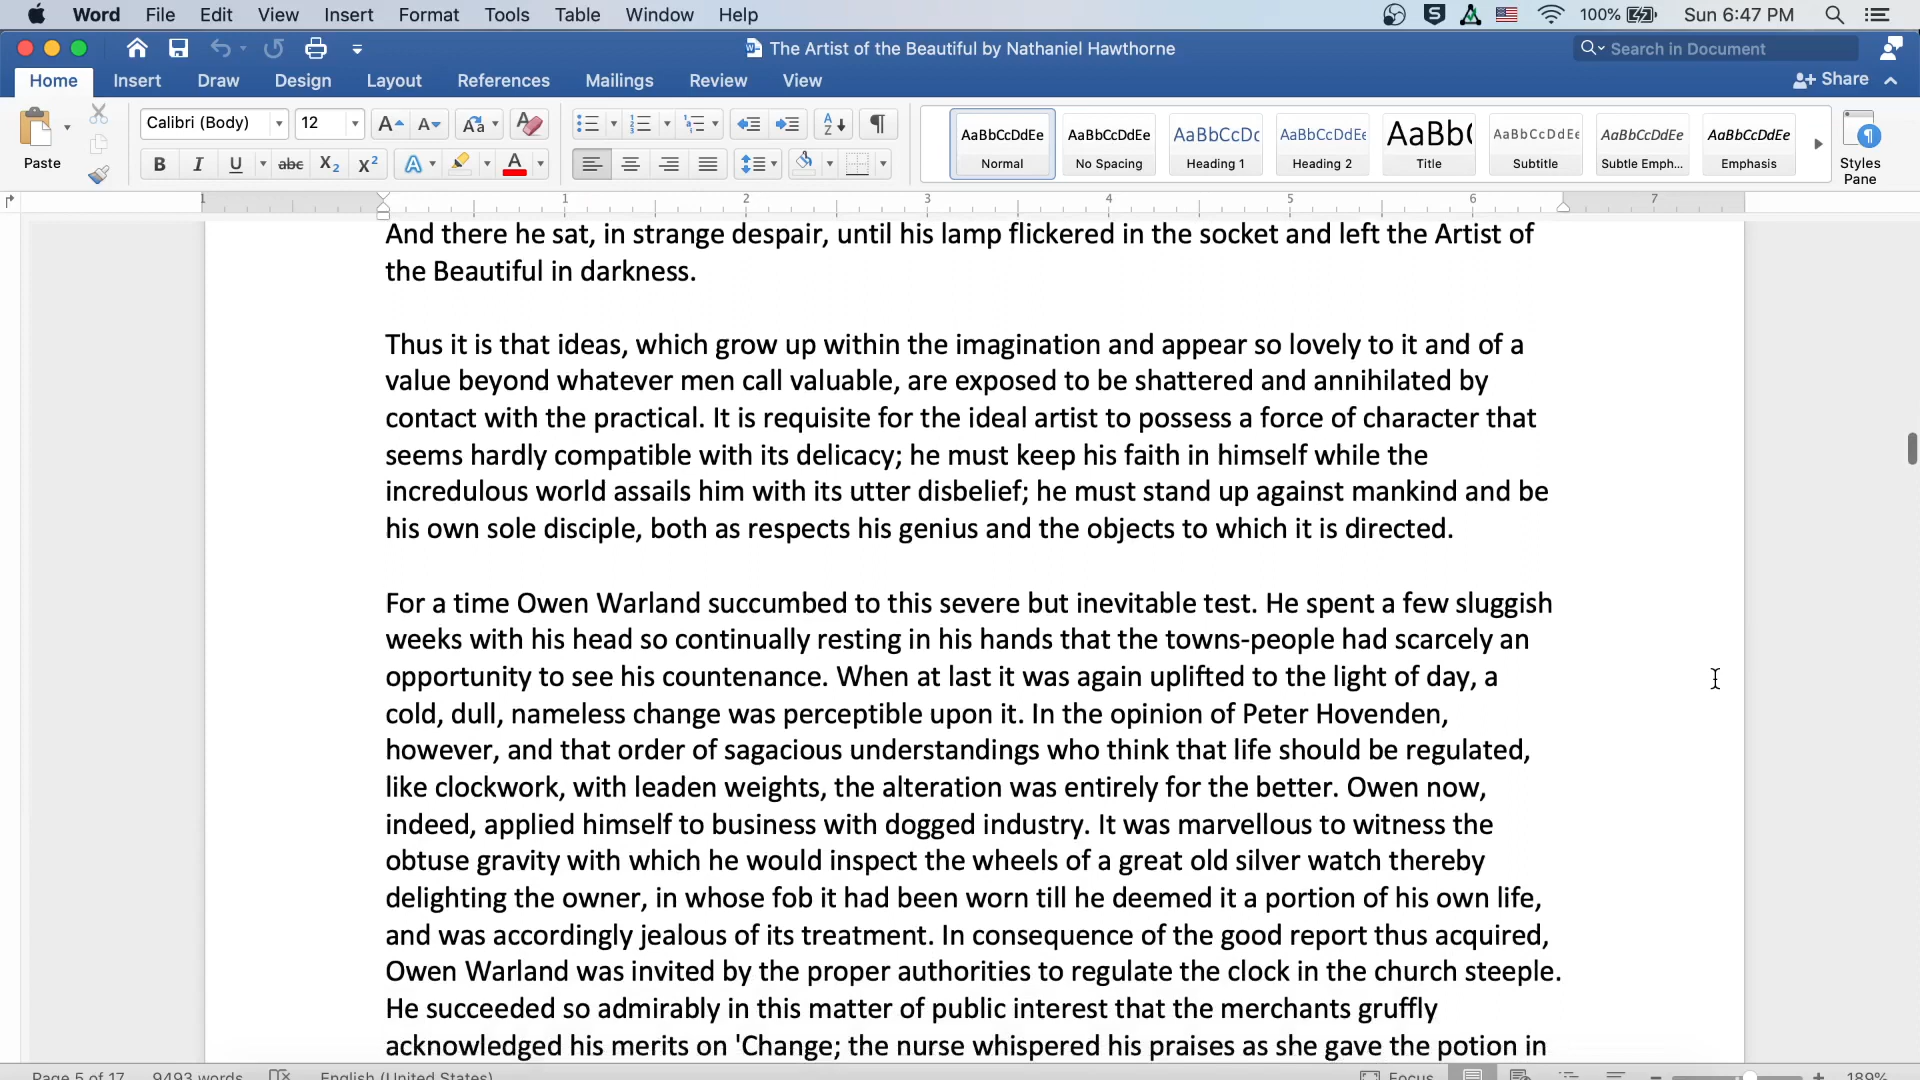 Word File Edit View Insert Format Tools Table Window Help 100% Sun 6:47 PM
The Artist of the Beautiful by Nathaniel Hawthorne Search in Document
Home Insert Draw Design Layout References Mailings Review View Share
Calibri (Body) 12 AaBbCcDdEe AaBbCcDdEe AaBbCcDc AaBbCcDdEe AaBb( AaBbCcDdEe AaBbCcDdEe AaBbCcDdEe
Paste Normal No Spacing Heading 1 Heading 2 Title Subtitle Subtle Emph... Emphasis Styles Pane
1 1 2 3 4 5 6 7
And there he sat, in strange despair, until his lamp flickered in the socket and left the Artist of
the Beautiful in darkness.
Thus it is that ideas, which grow up within the imagination and appear so lovely to it and of a
value beyond whatever men call valuable, are exposed to be shattered and annihilated by
contact with the practical. It is requisite for the ideal artist to possess a force of character that
seems hardly compatible with its delicacy; he must keep his faith in himself while the
incredulous world assails him with its utter disbelief; he must stand up against mankind and be
his own sole disciple, both as respects his genius and the objects to which it is directed.
For a time Owen Warland succumbed to this severe but inevitable test. He spent a few sluggish
weeks with his head so continually resting in his hands that the towns-people had scarcely an
opportunity to see his countenance. When at last it was again uplifted to the light of day, a
cold, dull, nameless change was perceptible upon it. In the opinion of Peter Hovenden,
however, and that order of sagacious understandings who think that life should be regulated,
like clockwork, with leaden weights, the alteration was entirely for the better. Owen now,
indeed, applied himself to business with dogged industry. It was marvellous to witness the
obtuse gravity with which he would inspect the wheels of a great old silver watch thereby
delighting the owner, in whose fob it had been worn till he deemed it a portion of his own life,
and was accordingly jealous of its treatment. In consequence of the good report thus acquired,
Owen Warland was invited by the proper authorities to regulate the clock in the church steeple.
He succeeded so admirably in this matter of public interest that the merchants gruffly
acknowledged his merits on 'Change; the nurse whispered his praises as she gave the potion in
Page 5 of 17 9493 words English (United States) Focus 189%